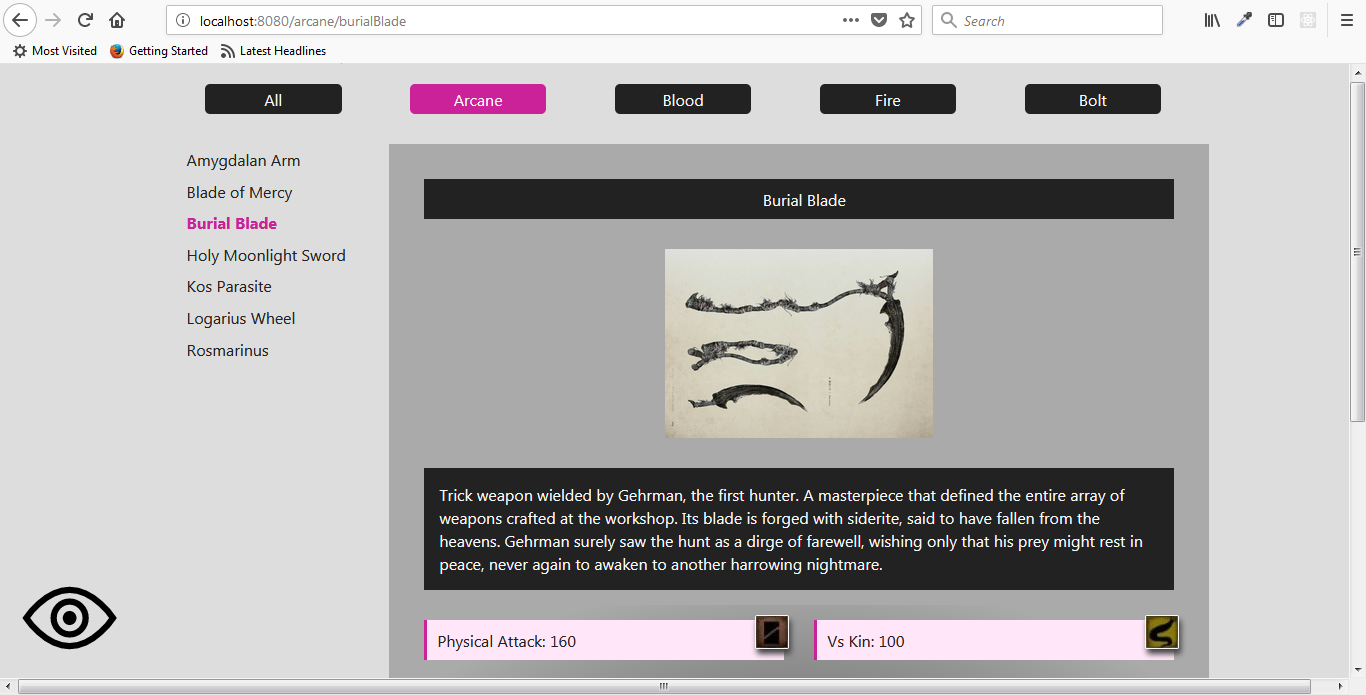 localhost:8080/arcane/burialBlade
Search
Most Visited
Getting Started
Latest Headlines
All
Arcane
Blood
Fire
Bolt
Amygdalan Arm
Blade of Mercy
Burial Blade
Holy Moonlight Sword
Kos Parasite
Logarius Wheel
Rosmarinus
Burial Blade
Trick weapon wielded by Gehrman, the first hunter. A masterpiece that defined the entire array of
weapons crafted at the workshop. Its blade is forged with siderite, said to have fallen from the
heavens. Gehrman surely saw the hunt as a dirge of farewell, wishing only that his prey might rest in
peace, never again to awaken to another harrowing nightmare.
Physical Attack: 160
Vs Kin: 100